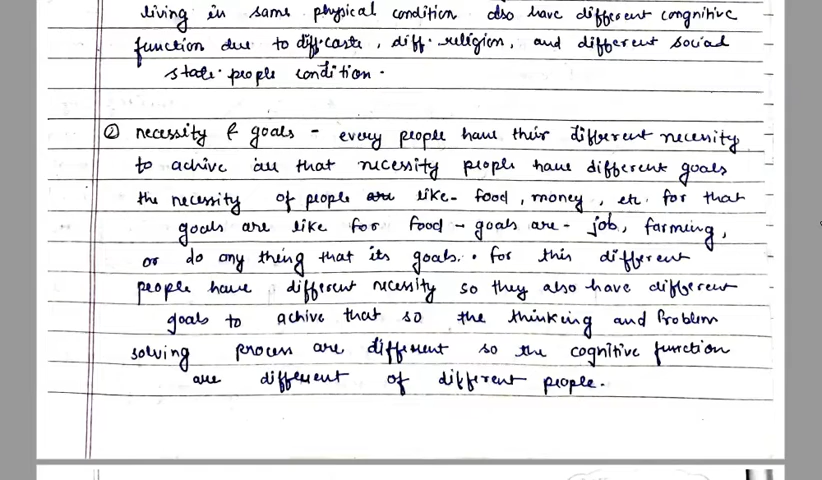 living in same physical condition also have different congnitive
function due to diff. caste, diff. religion, and different social
state. people condition.
② necessity & goals - every people have their different necessity
to achive all that necessity people have different goals
the necessity of people are like - food, money, etc. for that
goals are like for food - goals are - job, farming,
or do any thing that its goals. for this different
people have different nicessity so they also have different
goals to achive that so the thinking and Problem
solving process are different so the cognitive function
are different of different people.